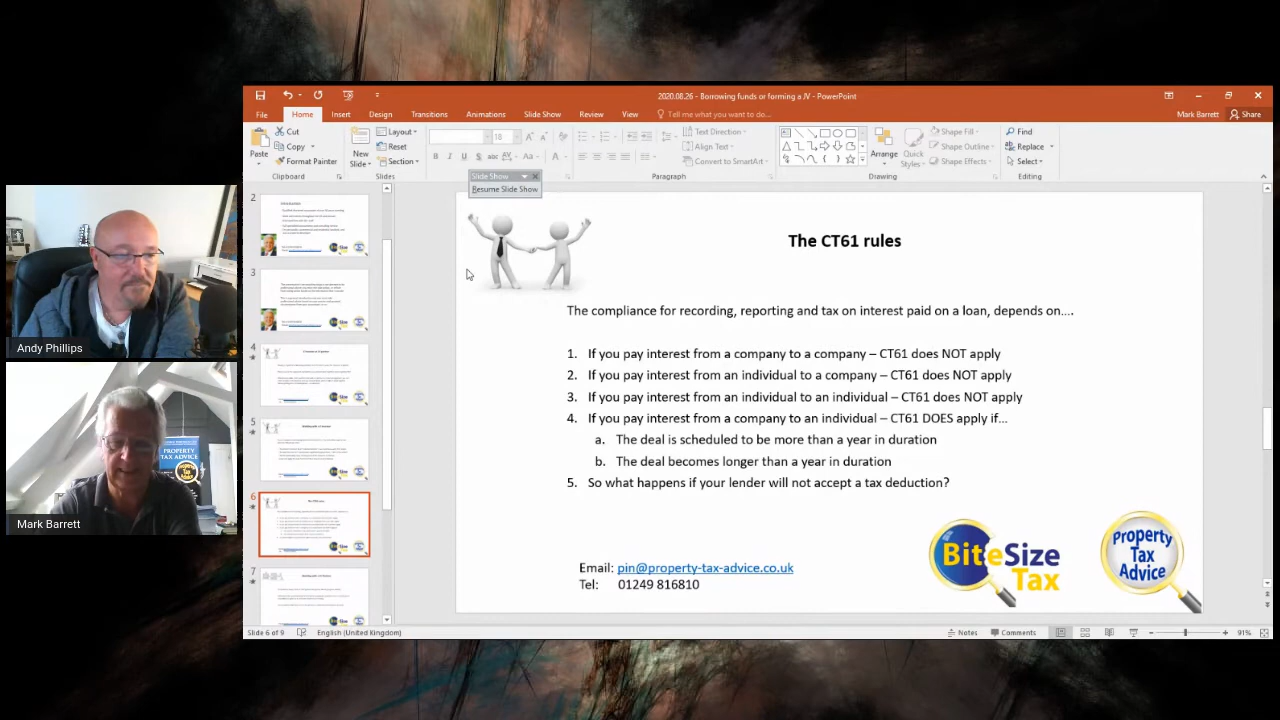 2020.08.26 - Borrowing funds or forming a JV - PowerPoint
File Home Insert Design Transitions Animations Slide Show Review View Tell me what you want to do... Mark Barrett Share
Paste
Cut
Copy
Format Painter
Clipboard
New Slide
Layout
Reset
Section
Slides
18
Text Direction
Align Text
Convert to SmartArt
Paragraph
Arrange
Quick Styles
Shape Fill
Shape Outline
Shape Effects
Drawing
Find
Replace
Select
Editing
Slide Show
Resume Slide Show
2
3
4
5
6
7
Andy Phillips
PROPERTY
TAX ADVICE
Mark Barrett
The CT61 rules
The compliance for recording, reporting and tax on interest paid on a loan, depends on....
1. If you pay interest from a company to a company – CT61 does NOT apply
2. If you pay interest from an individual to a company – CT61 does NOT apply
3. If you pay interest from an individual to an individual – CT61 does NOT apply
4. If you pay interest from a company to an individual – CT61 DOES apply if...
a. The deal is scheduled to be more than a year in duration
b. The deal becomes longer than a year in duration
5. So what happens if your lender will not accept a tax deduction?
Email: pin@property-tax-advice.co.uk
Tel: 01249 816810
BiteSize
Tax
Property
Tax
Advice
Slide 6 of 9 English (United Kingdom) Notes Comments 91%